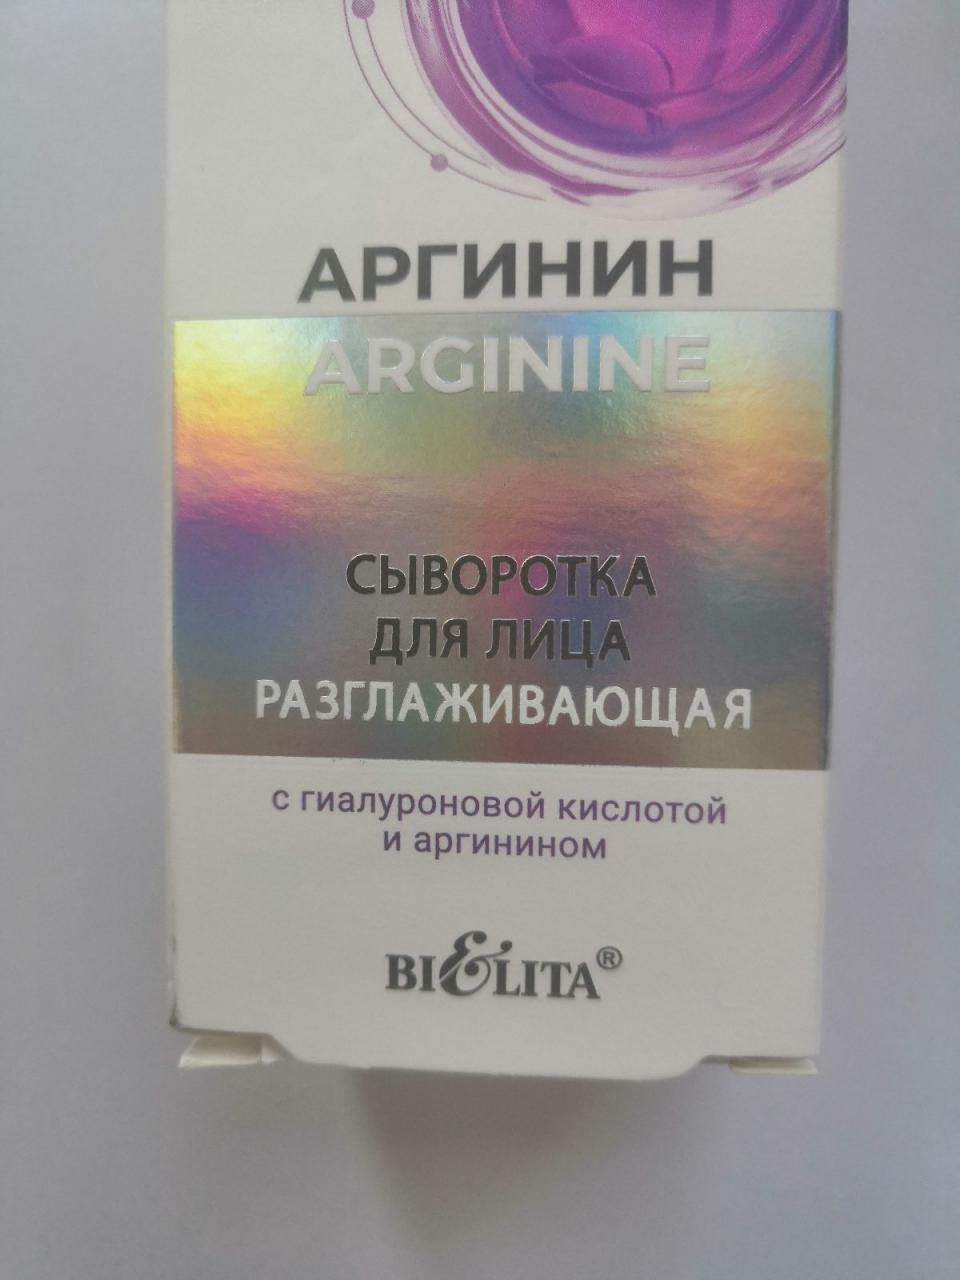 АРГИНИН
ARGININE
СЫВОРОТКА
ДЛЯ ЛИЦА
РАЗГЛАЖИВАЮЩАЯ
с гиалуроновой кислотой
и аргинином
BI&LITA®